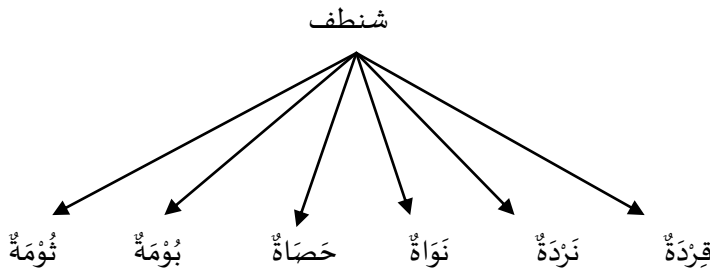 شنطف
قِرْدَةٌ نَرْدَةٌ نَوَاةٌ حَصَاةٌ بُوْمَةٌ ثُوْمَةٌ